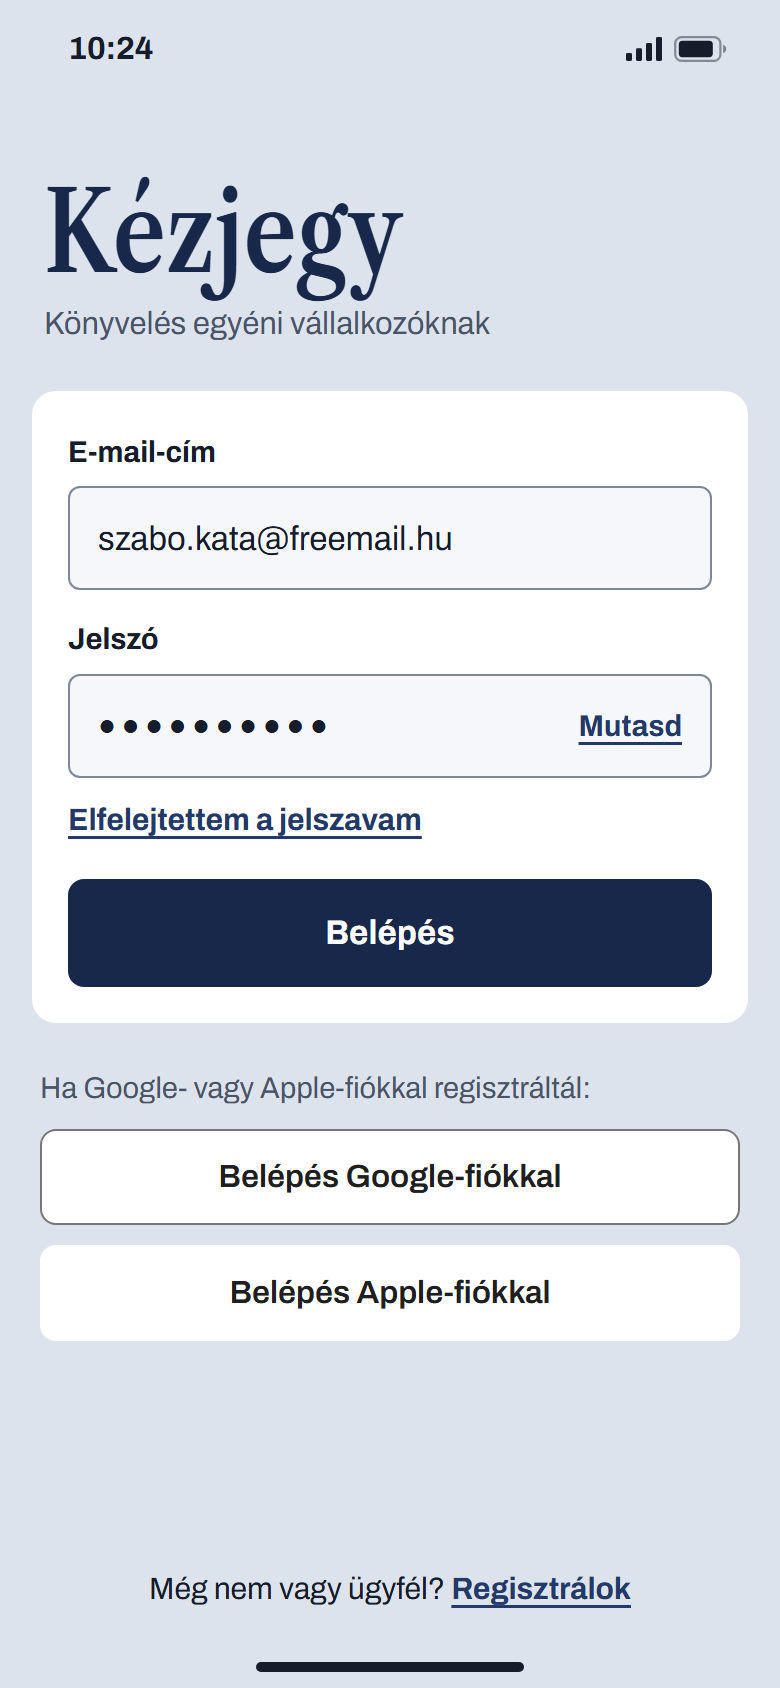 10:24
Kézjegy
Könyvelés egyéni vállalkozóknak
E-mail-cím
szabo.kata@freemail.hu
Jelszó
●●●●●●●●●● Mutasd
Elfelejtettem a jelszavam
Belépés
Ha Google- vagy Apple-fiókkal regisztráltál:
Belépés Google-fiókkal
Belépés Apple-fiókkal
Még nem vagy ügyfél? Regisztrálok